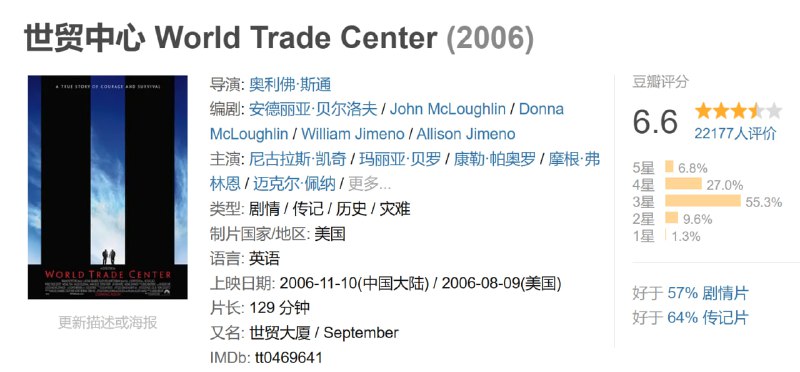 世贸中心 World Trade Center (2006)
A TRUE STORY OF COURAGE AND SURVIVAL
WORLD TRADE CENTER
更新描述或海报
导演: 奥利佛·斯通
编剧: 安德丽亚·贝尔洛夫 / John McLoughlin / Donna
McLoughlin / William Jimeno / Allison Jimeno
主演: 尼古拉斯·凯奇 / 玛丽亚·贝罗 / 康勒·帕奥罗 / 摩根·弗
林恩 / 迈克尔·佩纳 / 更多...
类型: 剧情 / 传记 / 历史 / 灾难
制片国家/地区: 美国
语言: 英语
上映日期: 2006-11-10(中国大陆) / 2006-08-09(美国)
片长: 129 分钟
又名: 世贸大厦 / September
IMDb: tt0469641
豆瓣评分
6.6
22177人评价
5星 6.8%
4星 27.0%
3星 55.3%
2星 9.6%
1星 1.3%
好于 57% 剧情片
好于 64% 传记片